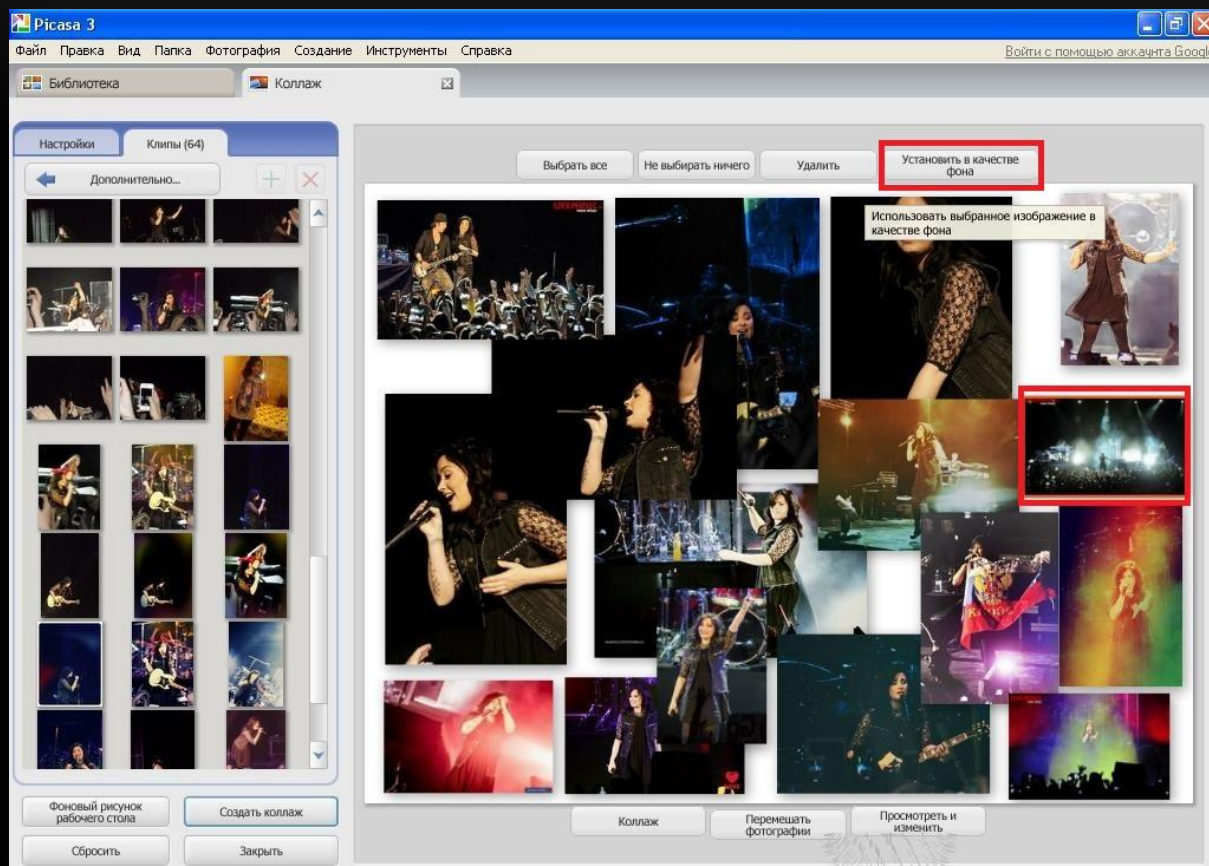 Picasa 3
Файл Правка Вид Папка Фотография Создание Инструменты Справка
Войти с помощью аккаунта Googl
Библиотека
Коллаж
Настройки
Клипы (64)
Дополнительно...
Выбрать все
Не выбирать ничего
Удалить
Установить в качестве
фона
Использовать выбранное изображение в
качестве фона
LIVEMUSIC
Фоновый рисунок
рабочего стола
Создать коллаж
Сбросить
Закрыть
Коллаж
Перемешать
фотографии
Просмотреть и
изменить